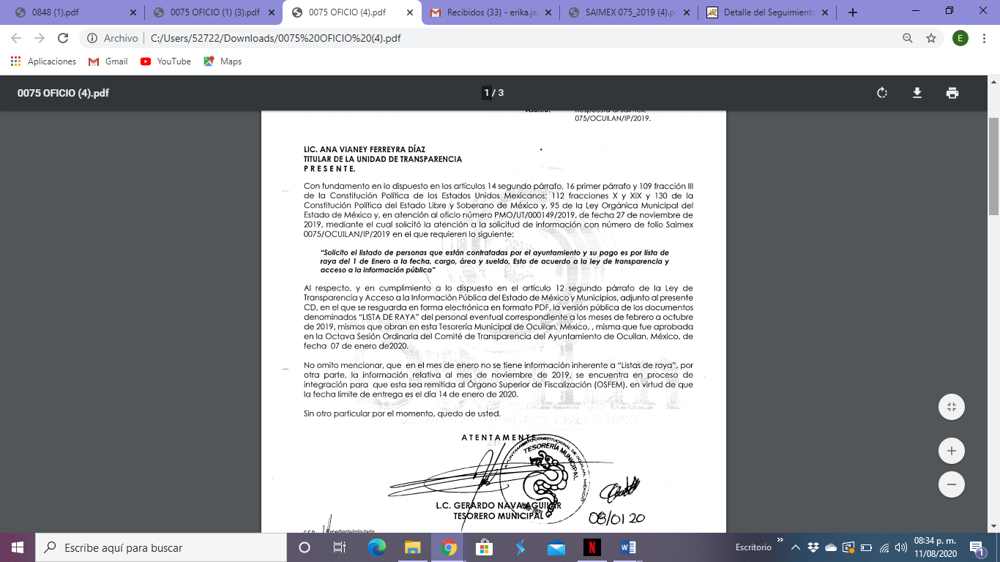 0848 (1).pdf
0075 OFICIO (1) (3).pdf
0075 OFICIO (4).pdf
Recibidos (33) - erika.ja
SAIMEX 075_2019 (4).p
Detalle del Seguimiento
Archivo
C:/Users/52722/Downloads/0075%20OFICIO%20(4).pdf
E
Aplicaciones
Gmail
YouTube
Maps
0075 OFICIO (4).pdf
1 / 3
Asunto: Respuesta al Saimex.
075/OCUILAN/IP/2019.
LIC. ANA VIANEY FERREYRA DÍAZ
TITULAR DE LA UNIDAD DE TRANSPARENCIA
P R E S E N T E.
Con fundamento en lo dispuesto en los artículos 14 segundo párrafo, 16 primer párrafo y 109 fracción III
de la Constitución Política de los Estados Unidos Mexicanos; 112 fracciones X y XIX y 130 de la
Constitución Política del Estado Libre y Soberano de México y, 95 de la Ley Orgánica Municipal del
Estado de México y, en atención al oficio número PMO/UT/000149/2019, de fecha 27 de noviembre de
2019, mediante el cual solicitó la atención a la solicitud de información con número de folio Saimex
0075/OCUILAN/IP/2019 en el que requieren lo siguiente:
“Solicito el listado de personas que están contratadas por el ayuntamiento y su pago es por lista de
raya del 1 de Enero a la fecha, cargo, área y sueldo, Esto de acuerdo a la ley de transparencia y
acceso a la información pública”
Al respecto, y en cumplimiento a lo dispuesto en el artículo 12 segundo párrafo de la Ley de
Transparencia y Acceso a la Información Pública del Estado de México y Municipios, adjunto al presente
CD, en el que se resguarda en forma electrónica en formato PDF, la versión pública de los documentos
denominados “LISTA DE RAYA” del personal eventual correspondiente a los meses de febrero a octubre
de 2019, mismos que obran en esta Tesorería Municipal de Ocuilan, México, , misma que fue aprobada
en la Octava Sesión Ordinaria del Comité de Transparencia del Ayuntamiento de Ocuilan, México, de
fecha 07 de enero de2020.
No omito mencionar, que en el mes de enero no se tiene información inherente a “Listas de raya”, por
otra parte, la información relativa al mes de noviembre de 2019, se encuentra en proceso de
integración para que esta sea remitida al Órgano Superior de Fiscalización (OSFEM), en virtud de que
la fecha límite de entrega es el día 14 de enero de 2020.
Sin otro particular por el momento, quedo de usted.
A T E N T A M E N T E
AYUNTAMIENTO CONSTITUCIONAL DE OCUILAN, MÉXICO
TESORERÍA MUNICIPAL
L.C. GERARDO NAVA AGUILAR
TESORERO MUNICIPAL
08/01 20
C.C.P. Expediente/minutario
Escribe aquí para buscar
Escritorio
08:34 p. m.
11/08/2020
1